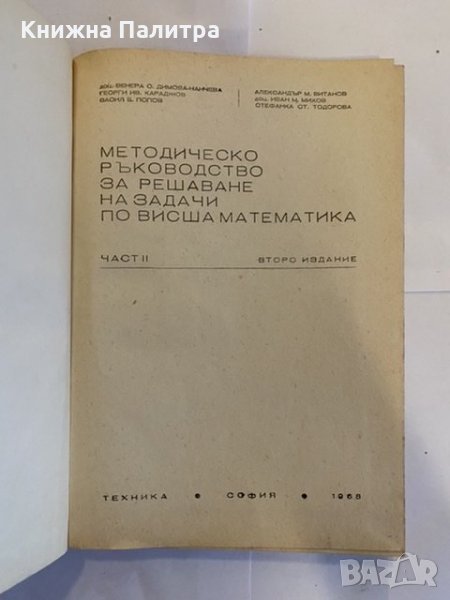 Книжна Палитра
доц. ВЕНЕРА О. ДИМОВА-НАНЧЕВА
ГЕОРГИ ИВ. КАРАДЖОВ
ВАСИЛ Б. ПОПОВ
АЛЕКСАНДЪР М. ВИТАНОВ
доц. ИВАН М. МИХОВ
СТЕФАНКА СТ. ТОДОРОВА
МЕТОДИЧЕСКО
РЪКОВОДСТВО
ЗА РЕШАВАНЕ
НА ЗАДАЧИ
ПО ВИСША МАТЕМАТИКА
ЧАСТ II
ВТОРО ИЗДАНИЕ
ТЕХНИКА • СОФИЯ • 1968
BAZAR